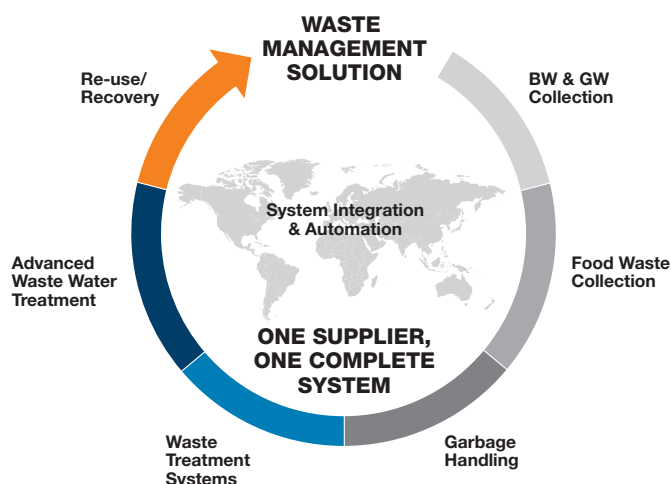 WASTE
MANAGEMENT
SOLUTION
BW & GW
Collection
Food Waste
Collection
Garbage
Handling
Waste
Treatment
Systems
Advanced
Waste Water
Treatment
Re-use/
Recovery
System Integration
& Automation
ONE SUPPLIER,
ONE COMPLETE
SYSTEM